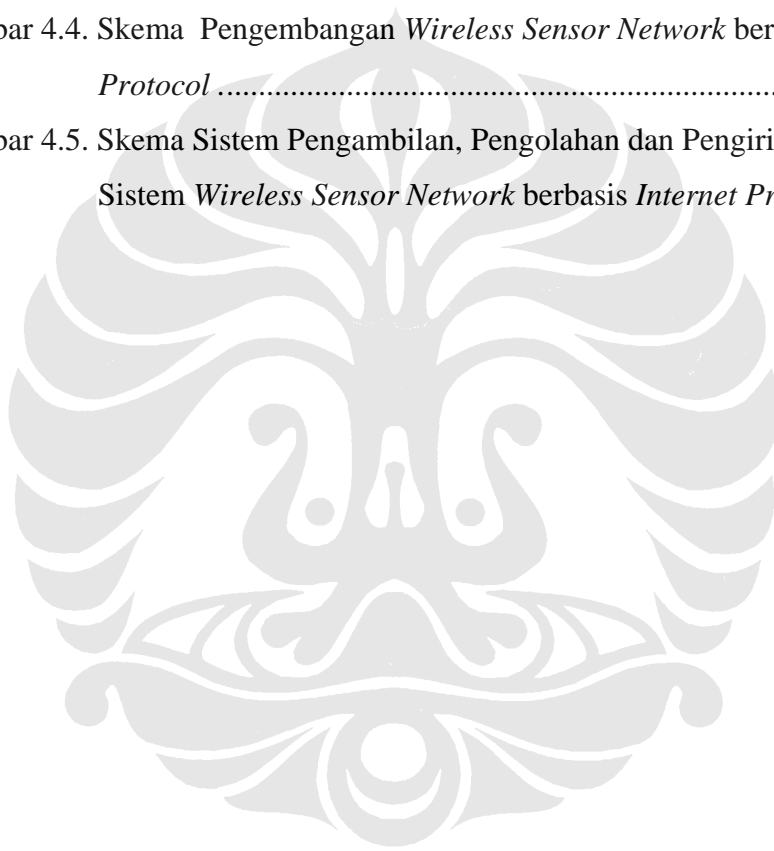 bar 4.4. Skema Pengembangan Wireless Sensor Network ber
Protocol ..........................................................................
bar 4.5. Skema Sistem Pengambilan, Pengolahan dan Pengiri
Sistem Wireless Sensor Network berbasis Internet Pr